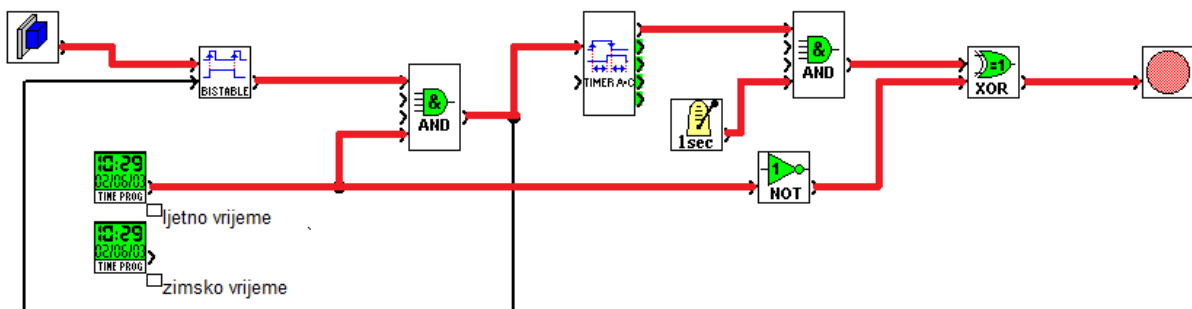 BISTABLE
&
AND
TIMER A-C
&
AND
1sec
=1
XOR
1
NOT
10:29
02/06/03
TIME PROG
ljetno vrijeme
10:29
02/06/03
TIME PROG
zimsko vrijeme